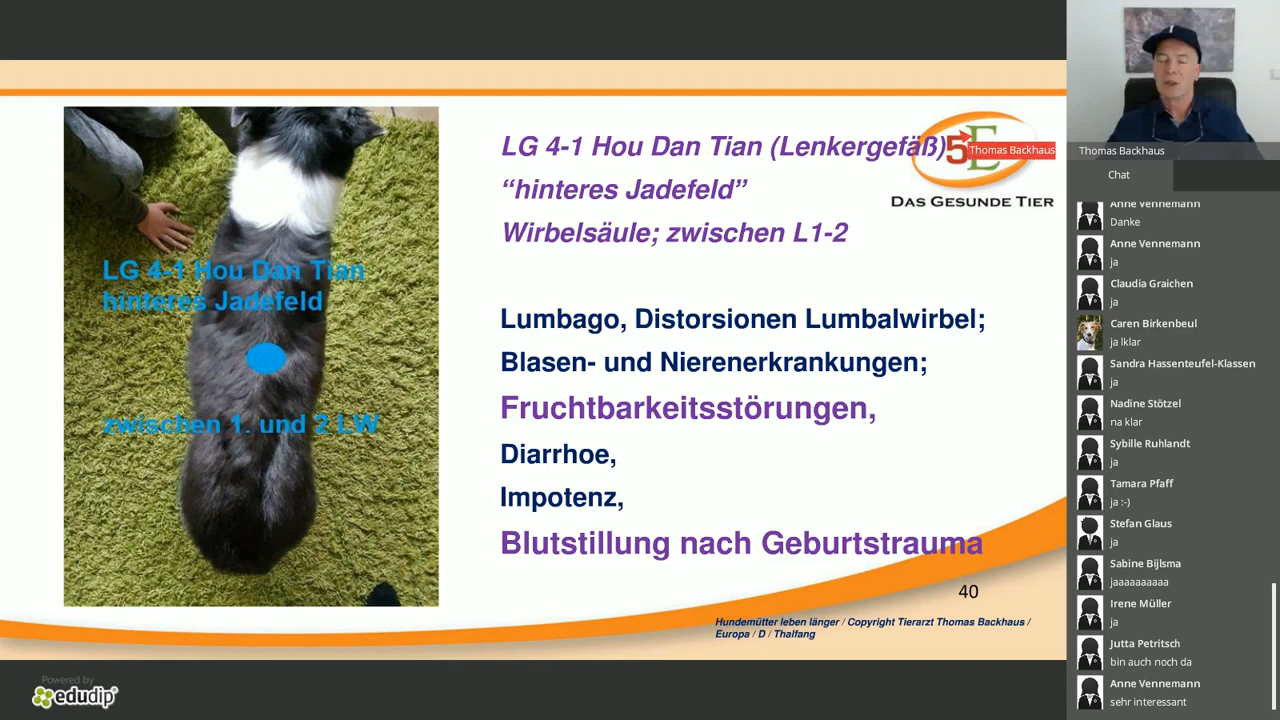 LG 4-1 Hou Dan Tian
hinteres Jadefeld
zwischen 1. und 2 LW
LG 4-1 Hou Dan Tian (Lenkergefäß)
“hinteres Jadefeld”
Wirbelsäule; zwischen L1-2
Lumbago, Distorsionen Lumbalwirbel;
Blasen- und Nierenerkrankungen;
Fruchtbarkeitsstörungen,
Diarrhoe,
Impotenz,
Blutstillung nach Geburtstrauma
5E
Thomas Backhaus
DAS GESUNDE TIER
40
Hundemütter leben länger / Copyright Tierarzt Thomas Backhaus /
Europa / D / Thalfang
Powered by
edudip
Thomas Backhaus
Chat
Anne Vennemann
Danke
Anne Vennemann
ja
Claudia Graichen
ja
Caren Birkenbeul
ja lklar
Sandra Hassenteufel-Klassen
ja
Nadine Stötzel
na klar
Sybille Ruhlandt
ja
Tamara Pfaff
ja :-)
Stefan Glaus
ja
Sabine Bijlsma
jaaaaaaaaaa
Irene Müller
ja
Jutta Petritsch
bin auch noch da
Anne Vennemann
sehr interessant